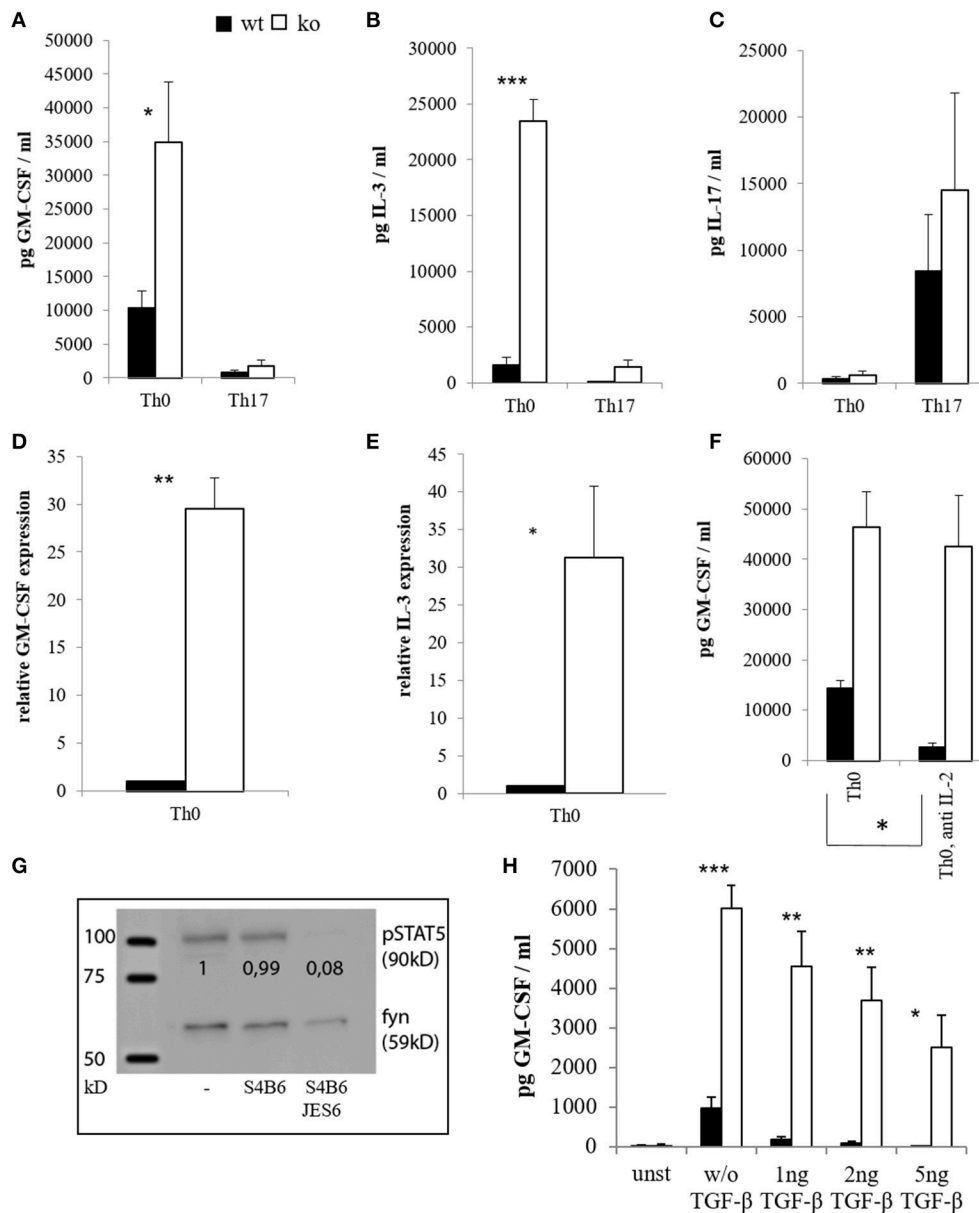 A
wt ko
50000
45000
40000
35000
30000
25000
20000
15000
10000
5000
0
pg GM-CSF / ml
*
Th0 Th17
B
30000
25000
20000
15000
10000
5000
0
pg IL-3 / ml
***
Th0 Th17
C
25000
20000
15000
10000
5000
0
pg IL-17 / ml
Th0 Th17
D
35
30
25
20
15
10
5
0
relative GM-CSF expression
**
Th0
E
45
40
35
30
25
20
15
10
5
0
relative IL-3 expression
*
Th0
F
60000
50000
40000
30000
20000
10000
0
pg GM-CSF / ml
Th0
Th0, anti IL-2
*
G
100
75
50
kD
1 0,99 0,08
pSTAT5
(90kD)
fyn
(59kD)
- S4B6 S4B6
JES6
H
7000
6000
5000
4000
3000
2000
1000
0
pg GM-CSF / ml
***
**
**
*
unst w/o 1ng 2ng 5ng
TGF-β TGF-β TGF-β TGF-β